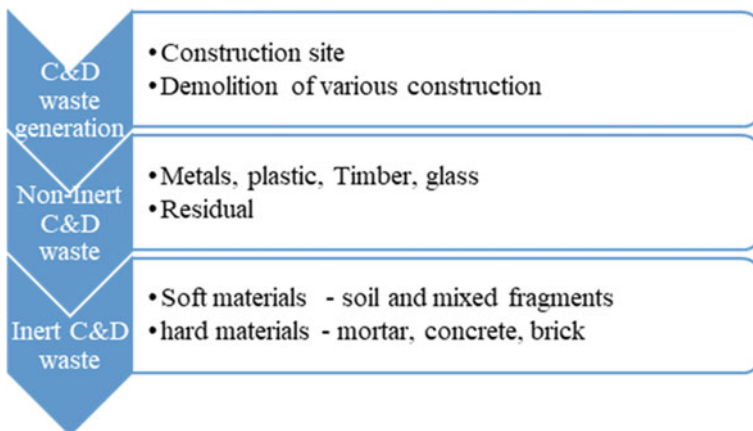 C&D
waste
generation
• Construction site
• Demolition of various construction
Non-Inert
C&D
waste
• Metals, plastic, Timber, glass
• Residual
Inert C&D
waste
• Soft materials - soil and mixed fragments
• hard materials - mortar, concrete, brick